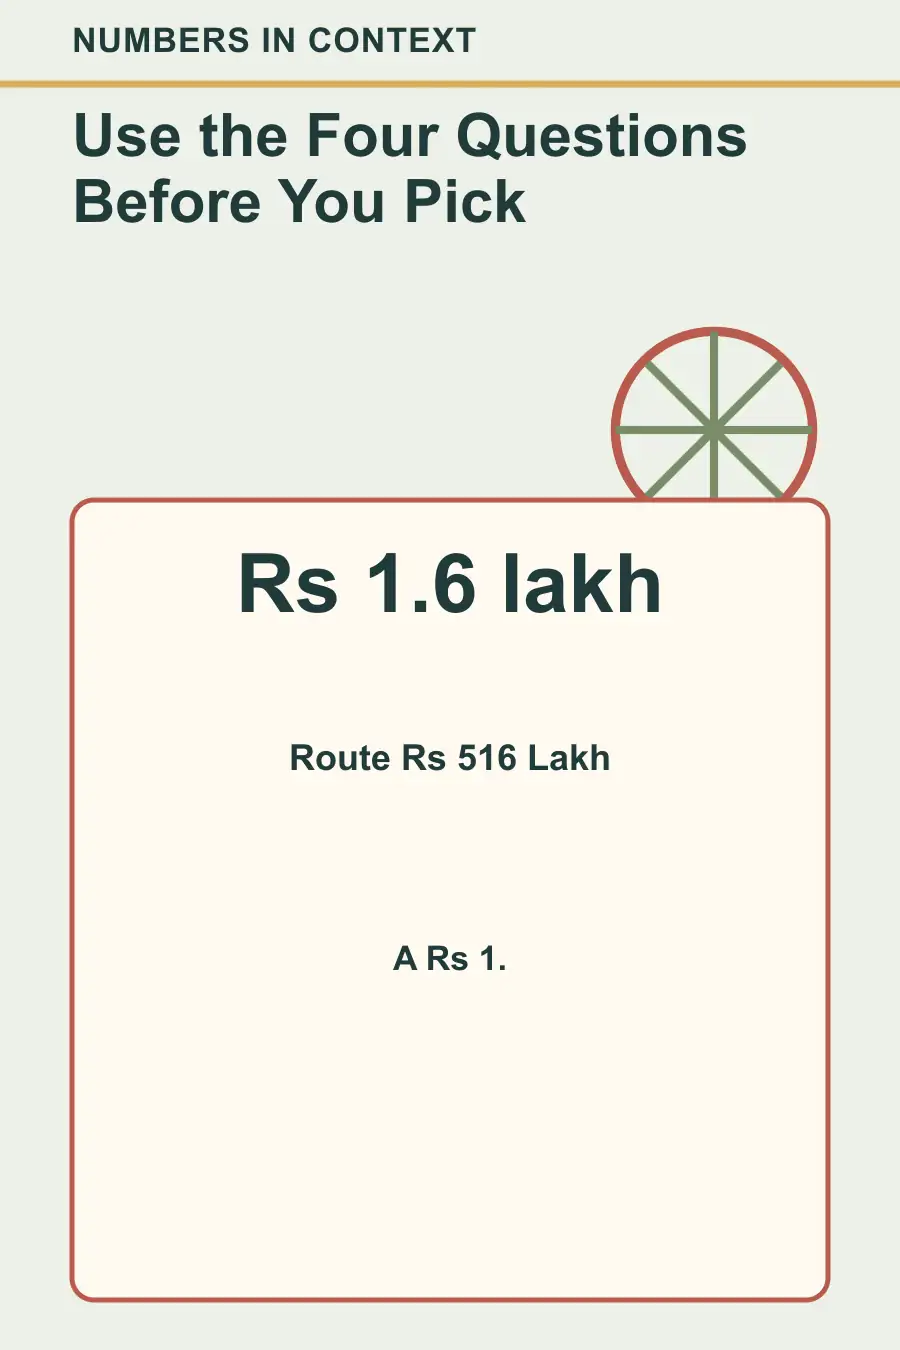 NUMBERS IN CONTEXT
Use the Four Questions
Before You Pick
Rs 1.6 lakh
Route Rs 516 Lakh
A Rs 1.